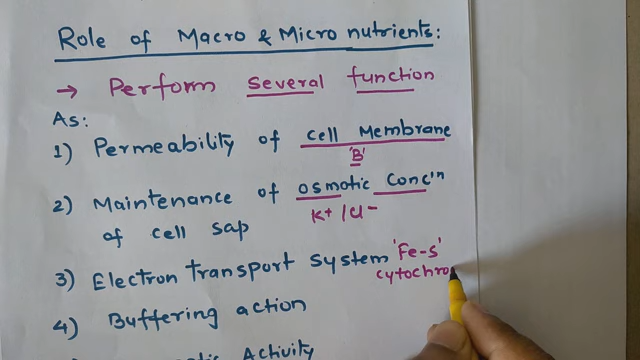 Role of Macro & Micro nutrients:
→ Perform several function
As:
1) Permeability of cell Membrane
'B'
2) Maintenance of osmotic Conc'n
K+ / Cl-
of cell sap
3) Electron transport system 'Fe-S'
cytochro
4) Buffering action
Activity